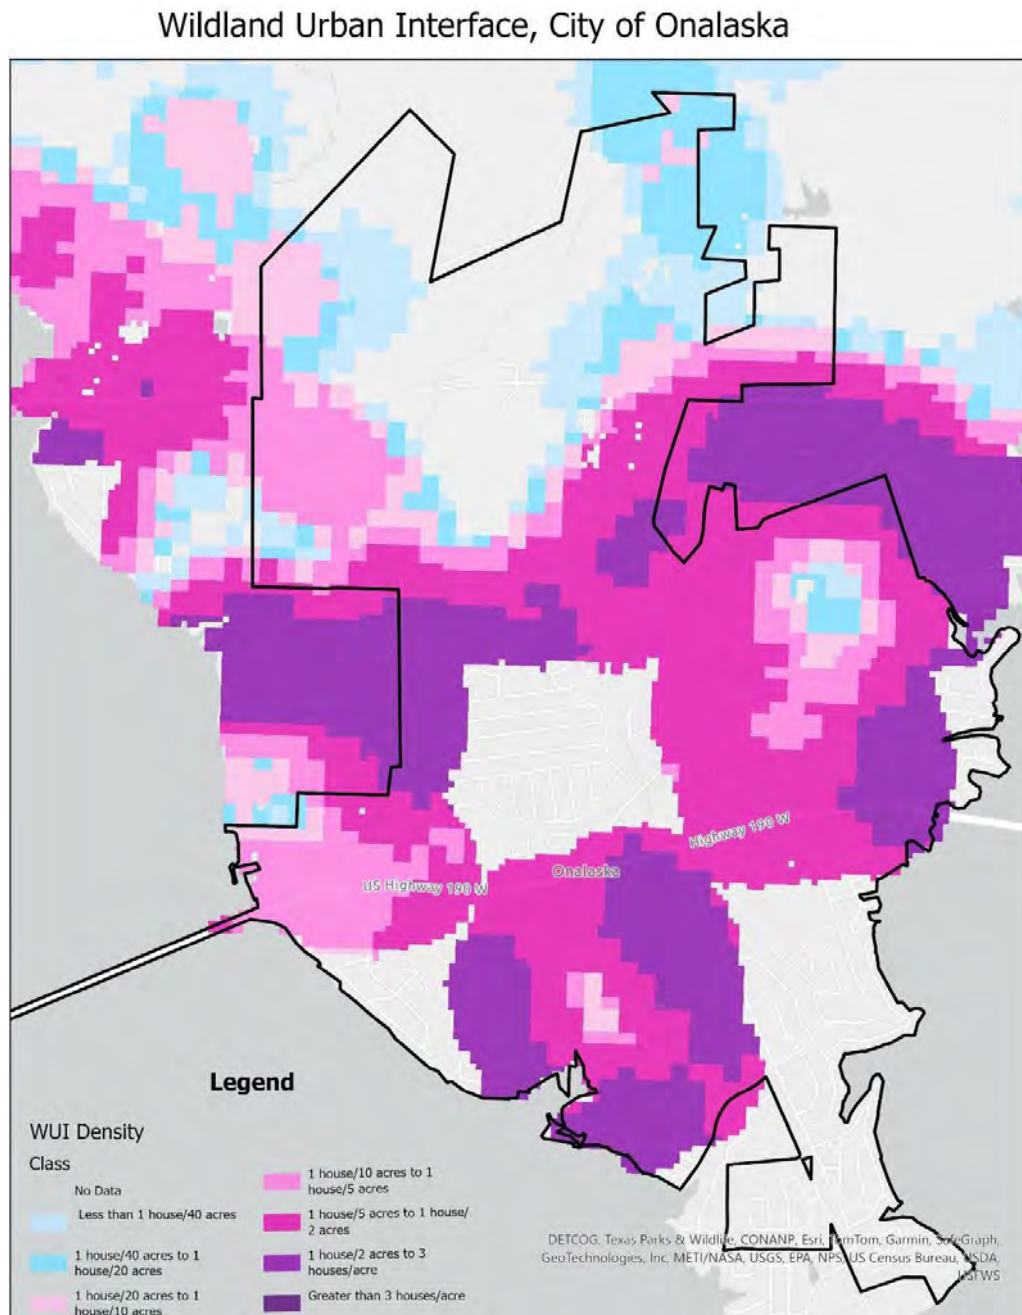 Wildland Urban Interface, City of Onalaska
Highway 190 W
Onalaska
US Highway 190 W
Legend
WUI Density
Class
No Data
Less than 1 house/40 acres
1 house/40 acres to 1
house/20 acres
1 house/20 acres to 1
house/10 acres
1 house/10 acres to 1
house/5 acres
1 house/5 acres to 1 house/
2 acres
1 house/2 acres to 3
houses/acre
Greater than 3 houses/acre
DETCOG, Texas Parks & Wildlife, CONANP, Esri, TomTom, Garmin, SafeGraph,
GeoTechnologies, Inc, METI/NASA, USGS, EPA, NPS, US Census Bureau, USDA,
USFWS